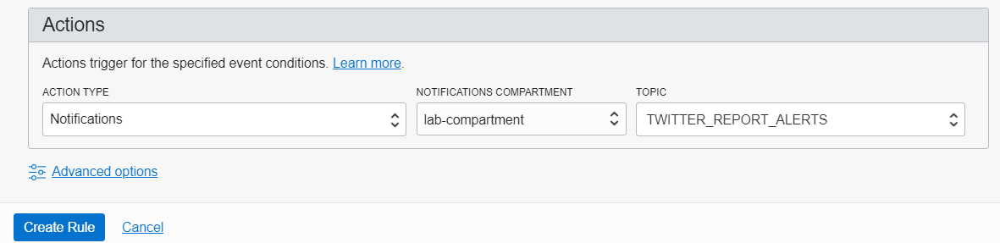 Actions
Actions trigger for the specified event conditions. Learn more.
ACTION TYPE NOTIFICATIONS COMPARTMENT TOPIC
Notifications lab-compartment TWITTER_REPORT_ALERTS
Advanced options
Create Rule Cancel